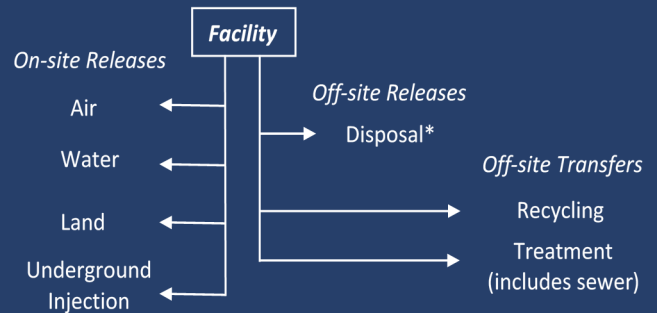 Facility
On-site Releases
Air
Water
Land
Underground
Injection
Off-site Releases
Disposal*
Off-site Transfers
Recycling
Treatment
(includes sewer)